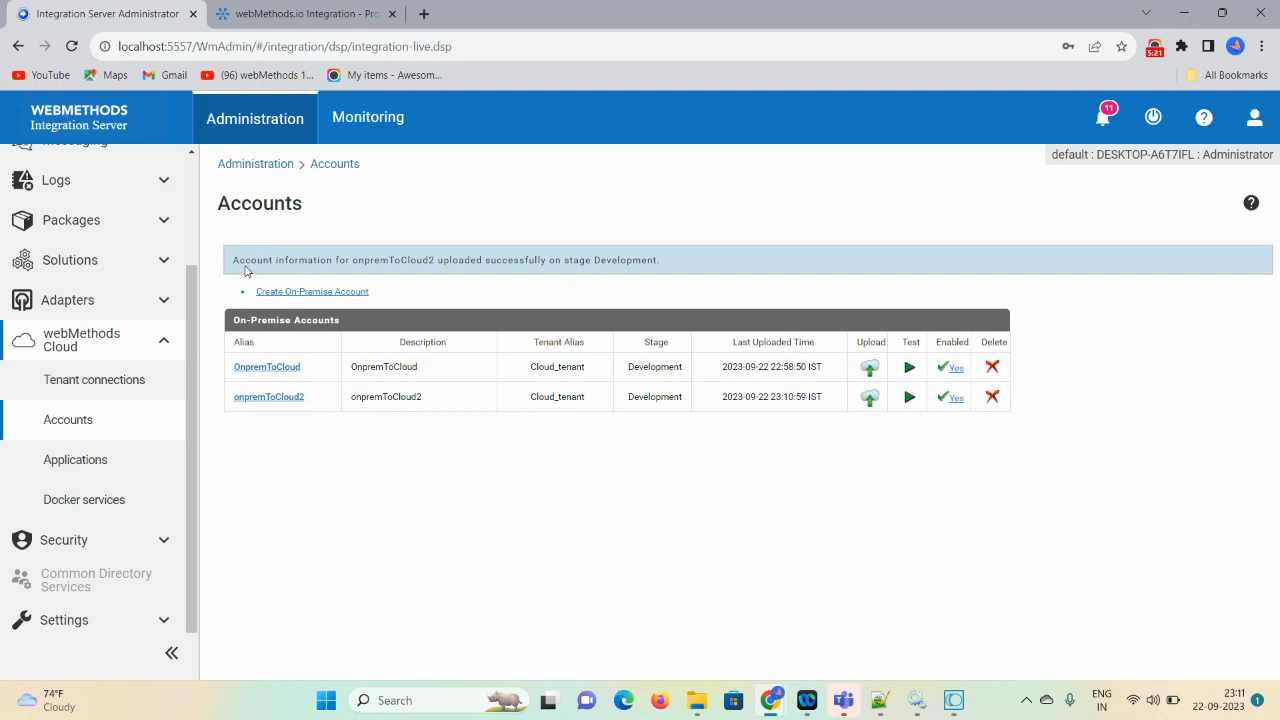 Integration Server Administrator
webMethods.io Integration - Pro
localhost:5557/WmAdmin/#/integration/dsp/integration-live.dsp
5:21
YouTube
Maps
Gmail
(96) webMethods 1...
My items - Awesom...
All Bookmarks
WEBMETHODS
Integration Server
Administration
Monitoring
11
default : DESKTOP-A6T7IFL : Administrator
Messaging
Logs
Packages
Solutions
Adapters
webMethods
Cloud
Tenant connections
Accounts
Applications
Docker services
Security
Common Directory
Services
Settings
Administration > Accounts
Accounts
Account information for onpremToCloud2 uploaded successfully on stage Development.
Create On-Premise Account
On-Premise Accounts
Alias Description Tenant Alias Stage Last Uploaded Time Upload Test Enabled Delete
OnpremToCloud OnpremToCloud Cloud_tenant Development 2023-09-22 22:58:50 IST Yes
onpremToCloud2 onpremToCloud2 Cloud_tenant Development 2023-09-22 23:10:59 IST Yes
74°F
Cloudy
Search
ENG
IN
23:11
22-09-2023
1